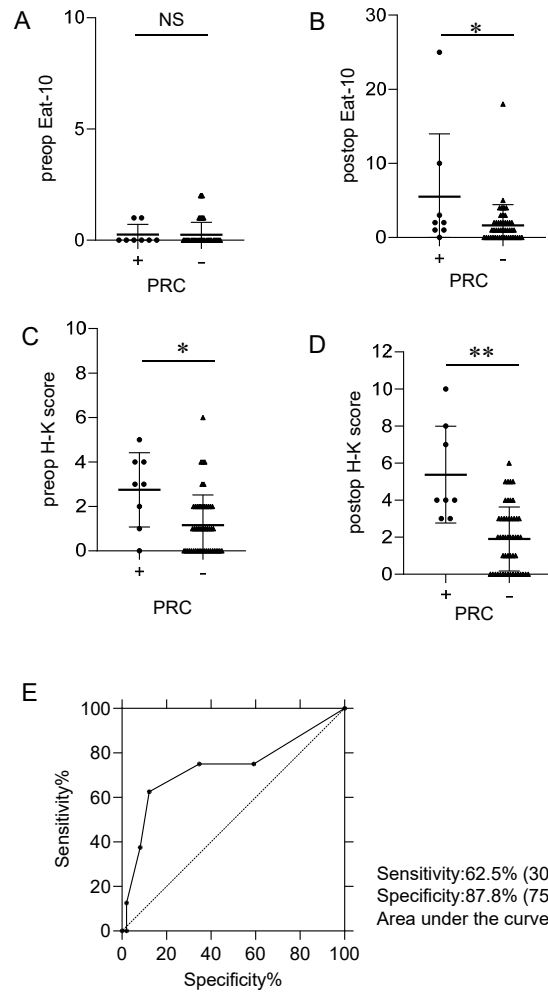 A
NS
10
5
0
preop Eat-10
+ -
PRC
B
*
30
20
10
0
postop Eat-10
+ -
PRC
C
*
10
8
6
4
2
0
preop H-K score
+ -
PRC
D
**
12
10
8
6
4
2
0
postop H-K score
+ -
PRC
E
100
80
60
40
20
0
Sensitivity%
0 20 40 60 80 100
Specificity%
Sensitivity:62.5% (30
Specificity:87.8% (75
Area under the curve